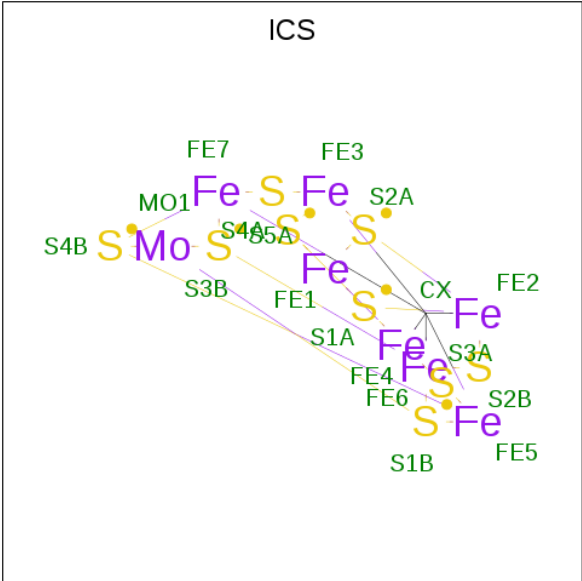 ICS
FE7
FE3
Fe S Fe
S2A
MO1
S4A S5A
S S
S4B
S Mo S
Fe
S3B
FE1
CX
FE2
S
Fe
S1A
Fe
S3A
FE4
Fe
S
FE6
S
S2B
S Fe
S1B
FE5